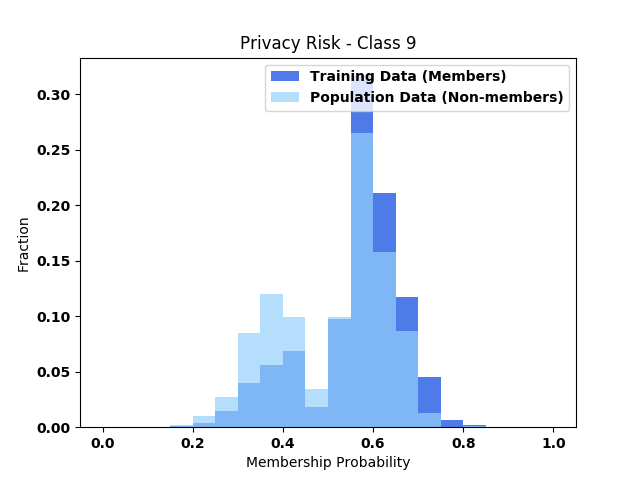 Privacy Risk - Class 9
Training Data (Members)
Population Data (Non-members)
0.30
0.25
0.20
0.15
0.10
0.05
0.00
Fraction
0.0 0.2 0.4 0.6 0.8 1.0
Membership Probability